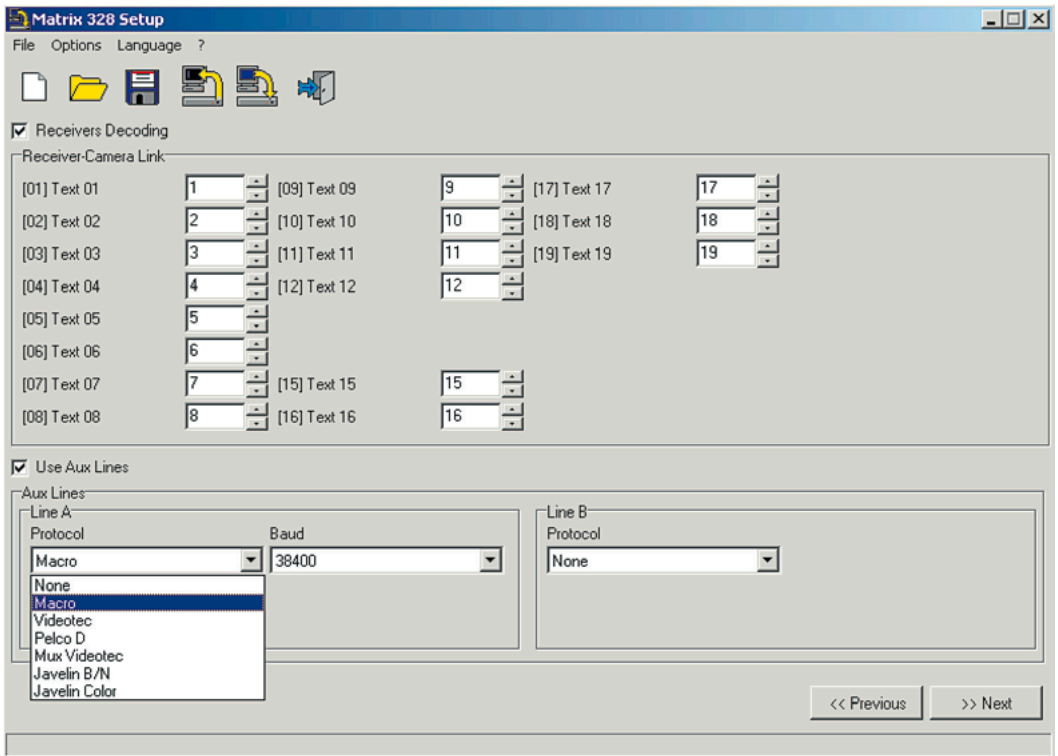 Matrix 328 Setup
File Options Language ?
Receivers Decoding
Receiver-Camera Link
[01] Text 01 1 [09] Text 09 9 [17] Text 17 17
[02] Text 02 2 [10] Text 10 10 [18] Text 18 18
[03] Text 03 3 [11] Text 11 11 [19] Text 19 19
[04] Text 04 4 [12] Text 12 12
[05] Text 05 5
[06] Text 06 6
[07] Text 07 7 [15] Text 15 15
[08] Text 08 8 [16] Text 16 16
Use Aux Lines
Aux Lines
Line A Line B
Protocol Baud Protocol
Macro 38400 None
None
Macro
Videotec
Pelco D
Mux Videotec
Javelin B/N
Javelin Color
<< Previous >> Next